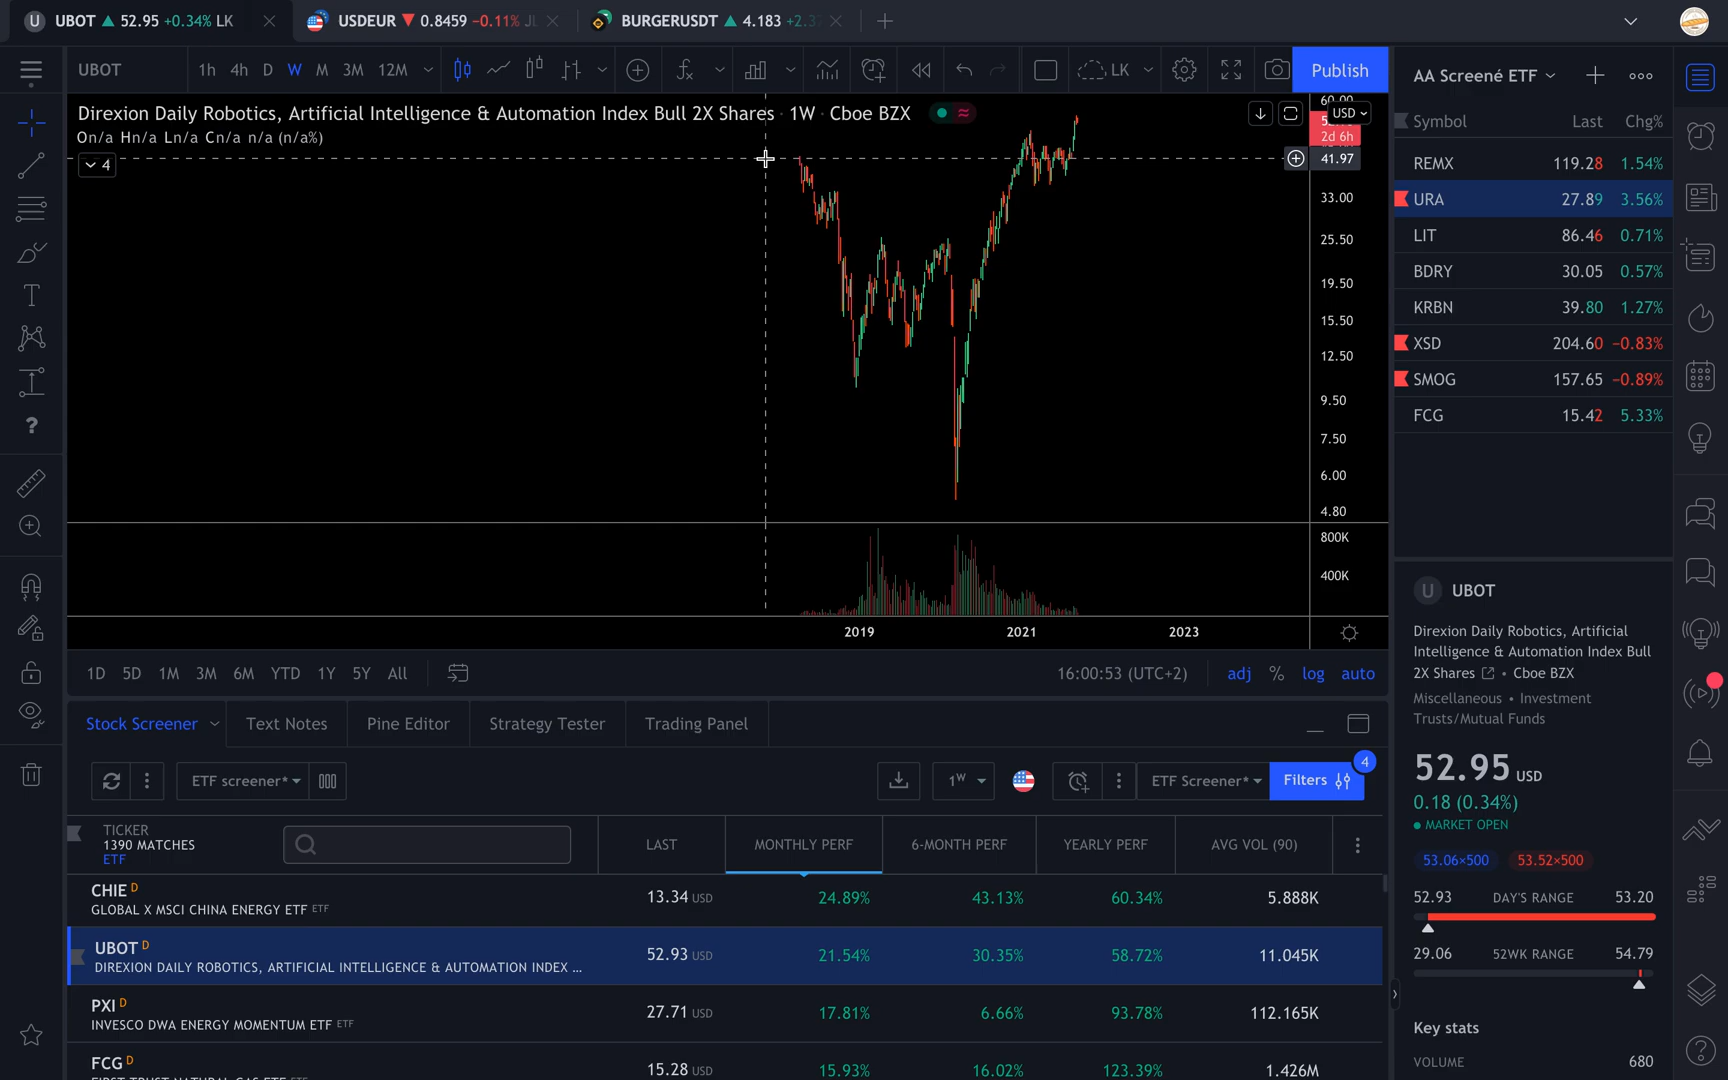 UBOT ▲ 52.95 +0.34% LK
USDEUR ▼ 0.8459 −0.11%
BURGERUSDT ▲ 4.183
UBOT 1h 4h D W M 3M 12M LK Publish
AA Screené ETF
Direxion Daily Robotics, Artificial Intelligence & Automation Index Bull 2X Shares · 1W · Cboe BZX
On/a Hn/a Ln/a Cn/a n/a (n/a%)
4
60.00
USD
2d 6h
41.97
33.00
25.50
19.50
15.50
12.50
9.50
7.50
6.00
4.80
800K
400K
2019 2021 2023
1D 5D 1M 3M 6M YTD 1Y 5Y All 16:00:53 (UTC+2) adj % log auto
Symbol Last Chg%
REMX 119.28 1.54%
URA 27.89 3.56%
LIT 86.46 0.71%
BDRY 30.05 0.57%
KRBN 39.80 1.27%
XSD 204.60 −0.83%
SMOG 157.65 −0.89%
FCG 15.42 5.33%
U UBOT
Direxion Daily Robotics, Artificial
Intelligence & Automation Index Bull
2X Shares • Cboe BZX
Miscellaneous • Investment
Trusts/Mutual Funds
52.95 USD
0.18 (0.34%)
MARKET OPEN
53.06×500 53.52×500
52.93 DAY'S RANGE 53.20
29.06 52WK RANGE 54.79
Key stats
VOLUME 680
Stock Screener Text Notes Pine Editor Strategy Tester Trading Panel
ETF screener* 1W ETF Screener* Filters 4
TICKER
1390 MATCHES
ETF
LAST MONTHLY PERF 6-MONTH PERF YEARLY PERF AVG VOL (90)
CHIE D
GLOBAL X MSCI CHINA ENERGY ETF ETF
13.34 USD 24.89% 43.13% 60.34% 5.888K
UBOT D
DIREXION DAILY ROBOTICS, ARTIFICIAL INTELLIGENCE & AUTOMATION INDEX ...
52.93 USD 21.54% 30.35% 58.72% 11.045K
PXI D
INVESCO DWA ENERGY MOMENTUM ETF ETF
27.71 USD 17.81% 6.66% 93.78% 112.165K
FCG D
15.28 USD 15.93% 16.02% 123.39% 1.426M